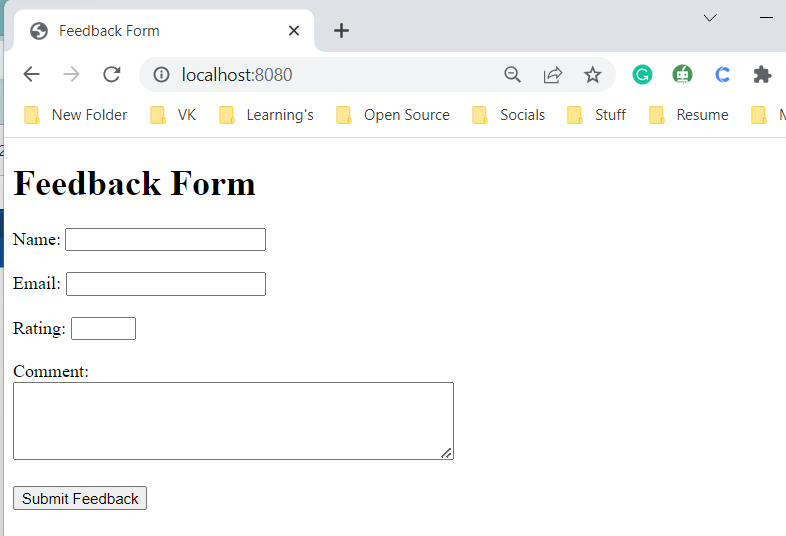 Feedback Form
localhost:8080
New Folder VK Learning's Open Source Socials Stuff Resume
Feedback Form
Name:
Email:
Rating:
Comment:
Submit Feedback